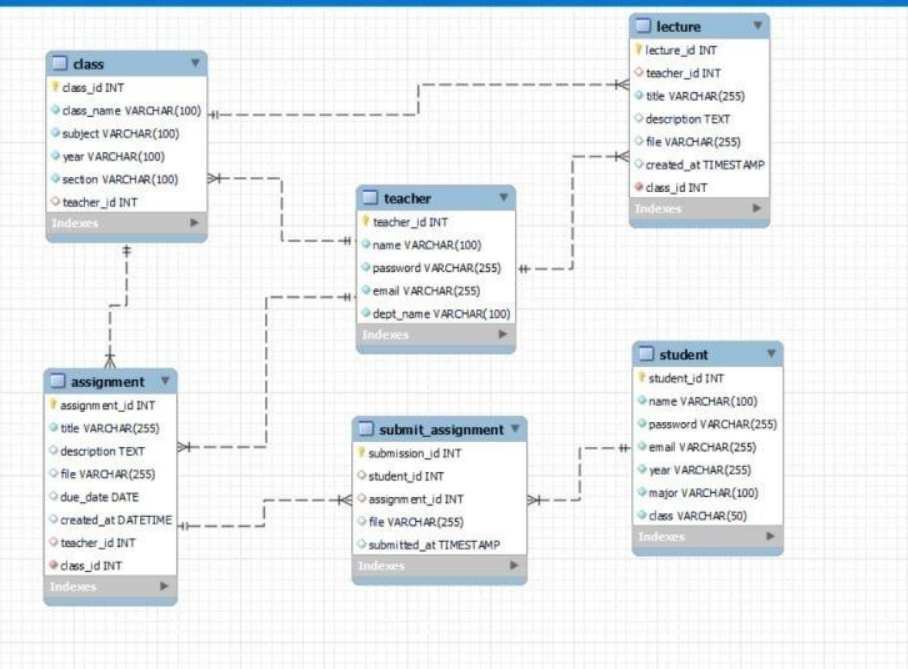 class
class_id INT
class_name VARCHAR(100)
subject VARCHAR(100)
year VARCHAR(100)
section VARCHAR(100)
teacher_id INT
Indexes
lecture
lecture_id INT
teacher_id INT
title VARCHAR(255)
description TEXT
file VARCHAR(255)
created_at TIMESTAMP
class_id INT
Indexes
teacher
teacher_id INT
name VARCHAR(100)
password VARCHAR(255)
email VARCHAR(255)
dept_name VARCHAR(100)
Indexes
assignment
assignment_id INT
title VARCHAR(255)
description TEXT
file VARCHAR(255)
due_date DATE
created_at DATETIME
teacher_id INT
class_id INT
Indexes
submit_assignment
submission_id INT
student_id INT
assignment_id INT
file VARCHAR(255)
submitted_at TIMESTAMP
Indexes
student
student_id INT
name VARCHAR(100)
password VARCHAR(255)
email VARCHAR(255)
year VARCHAR(255)
major VARCHAR(100)
class VARCHAR(50)
Indexes